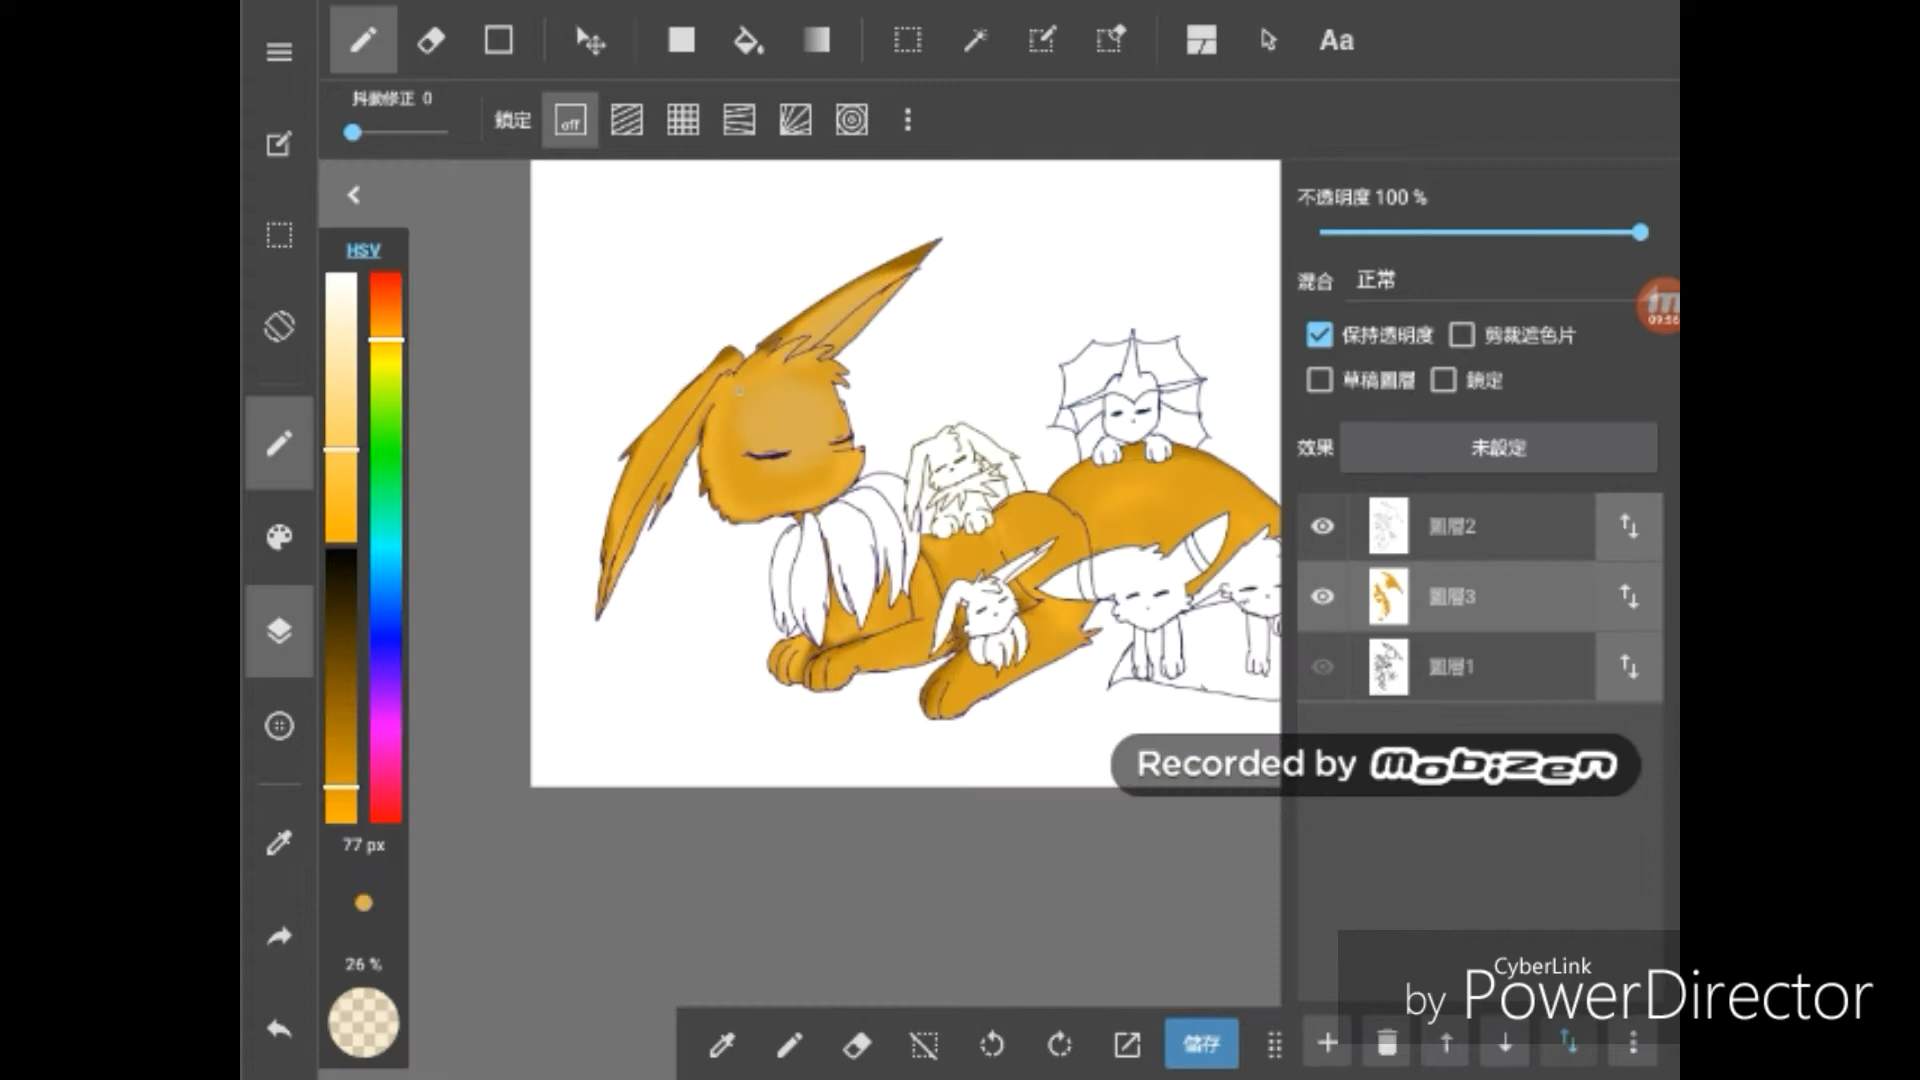 Aa
抖動修正 0
鎖定
off
HSV
不透明度 100 %
混合 正常
09:56
保持透明度 剪裁遮色片
草稿圖層 鎖定
效果 未設定
圖層2
圖層3
圖層1
Recorded by mobizen
77 px
26 %
儲存
CyberLink
by PowerDirector